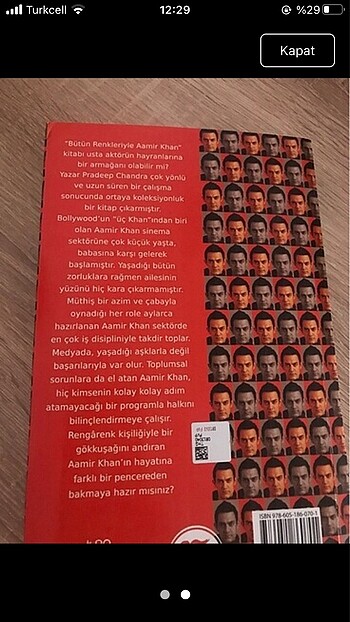 Turkcell
12:29
%29
Kapat
"Bütün Renkleriyle Aamir Khan"
kitabı usta aktörün hayranlarına
bir armağanı olabilir mi?
Yazar Pradeep Chandra çok yönlü
ve uzun süren bir çalışma
sonucunda ortaya koleksiyonluk
bir kitap çıkarmıştır.
Bollywood'un "üç Khan"ından biri
olan Aamir Khan sinema
sektörüne çok küçük yaşta,
babasına karşı gelerek
başlamıştır. Yaşadığı bütün
zorluklara rağmen ailesinin
yüzünü hiç kara çıkarmamıştır.
Müthiş bir azim ve çabayla
oynadığı her role aylarca
hazırlanan Aamir Khan sektörde
en çok iş disipliniyle takdir toplar.
Medyada, yaşadığı aşklarla değil
başarılarıyla var olur. Toplumsal
sorunlara da el atan Aamir Khan,
hiç kimsenin kolay kolay adım
atamayacağı bir programla halkını
bilinçlendirmeye çalışır.
Rengârenk kişiliğiyle bir
gökkuşağını andıran
Aamir Khan'ın hayatına
farklı bir pencereden
bakmaya hazır mısınız?
ISBN 978-605-186-070-1